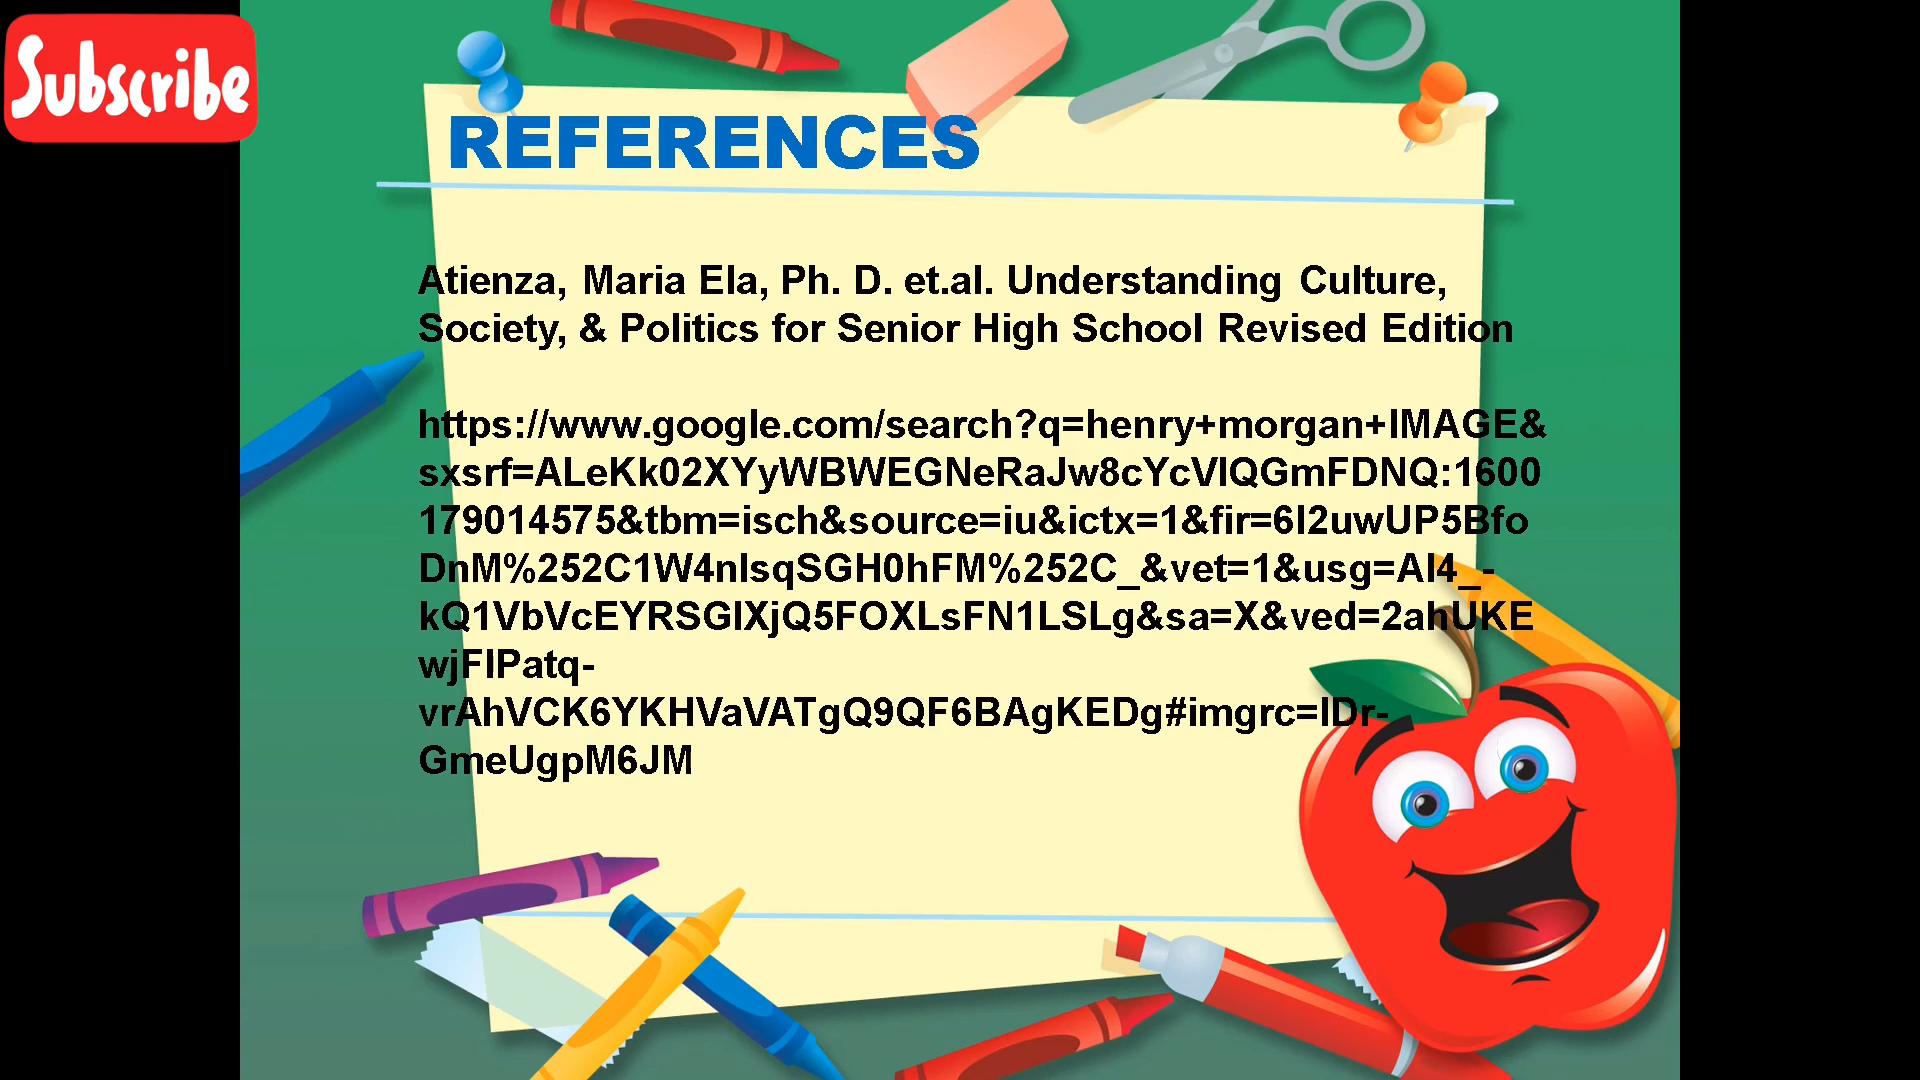 Subscribe
REFERENCES
Atienza, Maria Ela, Ph. D. et.al. Understanding Culture,
Society, & Politics for Senior High School Revised Edition
https://www.google.com/search?q=henry+morgan+IMAGE&
sxsrf=ALeKk02XYyWBWEGNeRaJw8cYcVIQGmFDNQ:1600
179014575&tbm=isch&source=iu&ictx=1&fir=6I2uwUP5Bfo
DnM%252C1W4nlsqSGH0hFM%252C_&vet=1&usg=AI4_-
kQ1VbVcEYRSGIXjQ5FOXLsFN1LSLg&sa=X&ved=2ahUKE
wjFIPatq-
vrAhVCK6YKHVaVATgQ9QF6BAgKEDg#imgrc=IDr-
GmeUgpM6JM